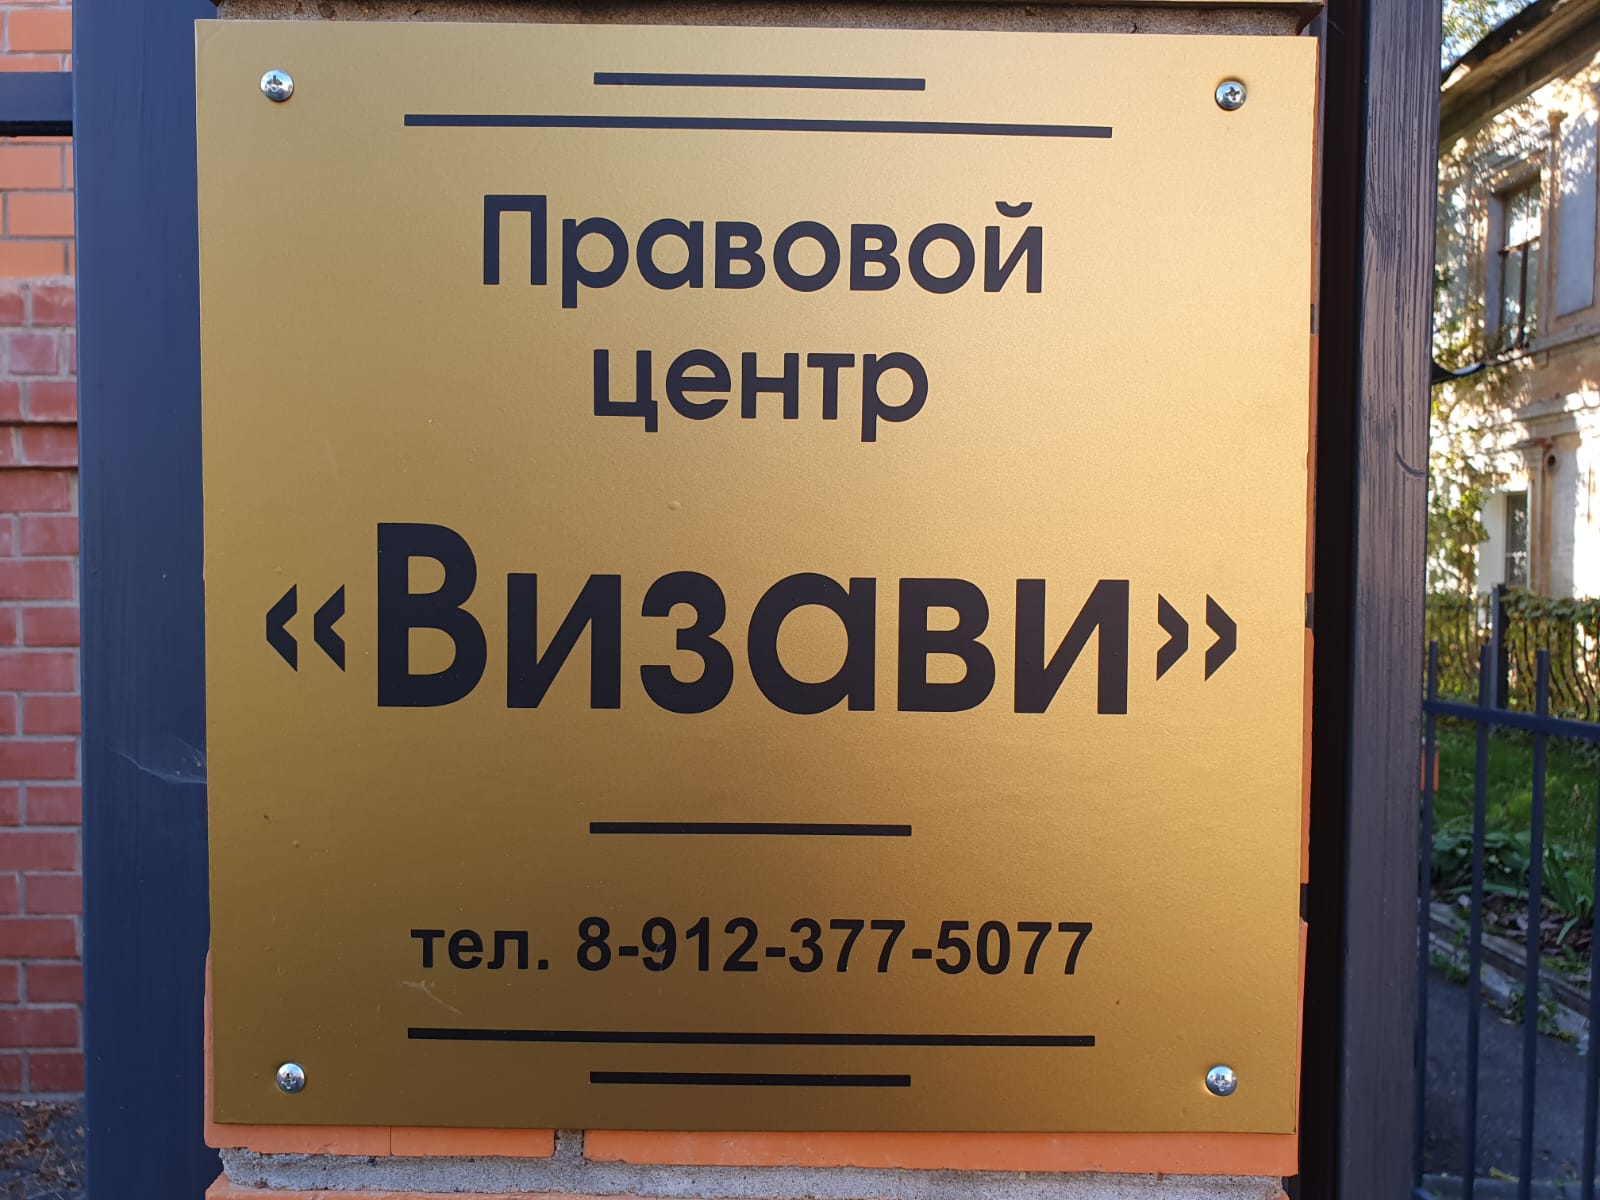 Правовой
центр
«Визави»
тел. 8-912-377-5077